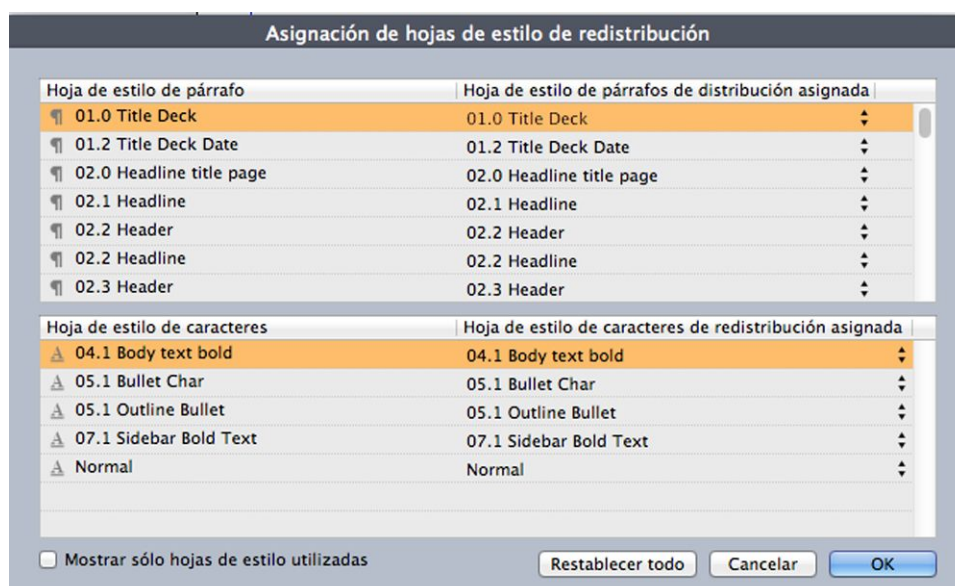 Asignación de hojas de estilo de redistribución
Hoja de estilo de párrafo Hoja de estilo de párrafos de distribución asignada
¶ 01.0 Title Deck 01.0 Title Deck
¶ 01.2 Title Deck Date 01.2 Title Deck Date
¶ 02.0 Headline title page 02.0 Headline title page
¶ 02.1 Headline 02.1 Headline
¶ 02.2 Header 02.2 Header
¶ 02.2 Headline 02.2 Headline
¶ 02.3 Header 02.3 Header
Hoja de estilo de caracteres Hoja de estilo de caracteres de redistribución asignada
A 04.1 Body text bold 04.1 Body text bold
A 05.1 Bullet Char 05.1 Bullet Char
A 05.1 Outline Bullet 05.1 Outline Bullet
A 07.1 Sidebar Bold Text 07.1 Sidebar Bold Text
A Normal Normal
Mostrar sólo hojas de estilo utilizadas Restablecer todo Cancelar OK